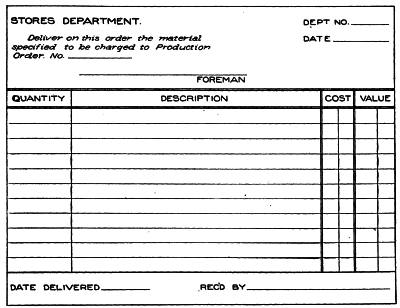 STORES DEPARTMENT. DEPT NO.
Deliver on this order the material DATE
specified to be charged to Production
Order. No.
FOREMAN
QUANTITY DESCRIPTION COST VALUE
DATE DELIVERED REC'D BY